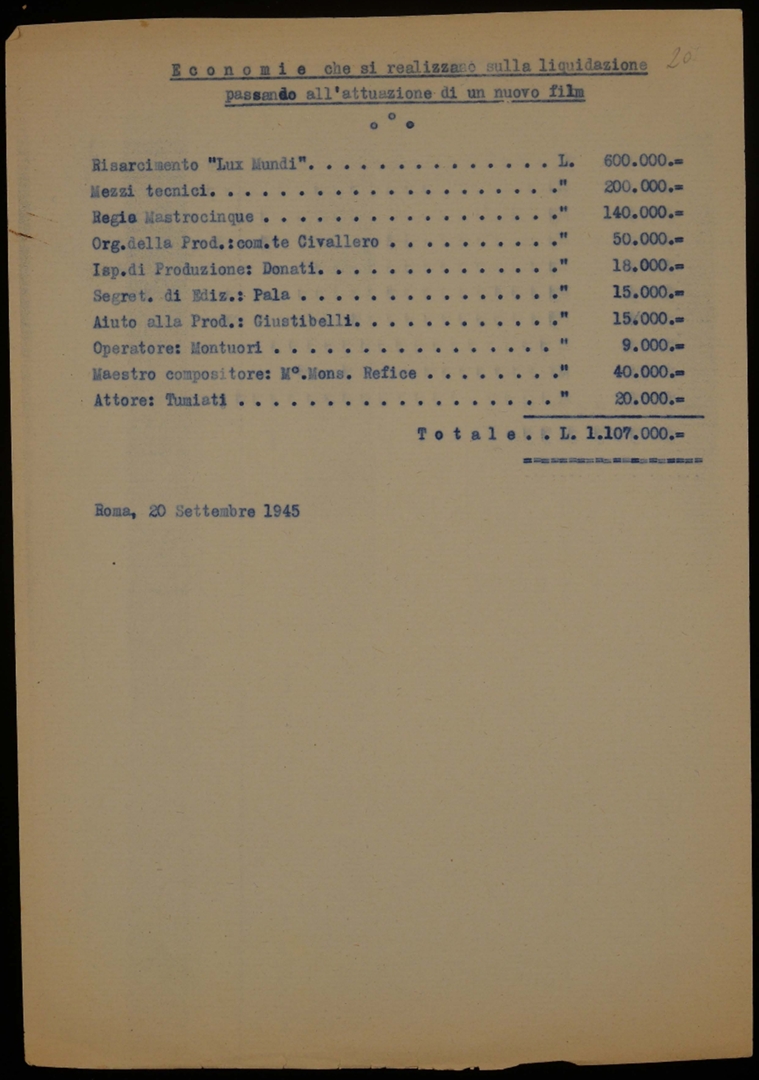 20
E c o n o m i e che si realizzano sulla liquidazione
passando all'attuazione di un nuovo film
° ° °
Risarcimento "Lux Mundi". . . . . . . . . . . . . . L. 600.000.=
Mezzi tecnici. . . . . . . . . . . . . . . . . . . ." 200.000.=
Regia Mastrocinque . . . . . . . . . . . . . . . . ." 140.000.=
Org.della Prod.:com.te Civallero . . . . . . . . . ." 50.000.=
Isp.di Produzione: Donati. . . . . . . . . . . . . ." 18.000.=
Segret. di Ediz.: Pala . . . . . . . . . . . . . . ." 15.000.=
Aiuto alla Prod.: Giustibelli. . . . . . . . . . . ." 15.000.=
Operatore: Montuori . . . . . . . . . . . . . . . . " 9.000.=
Maestro compositore: M°.Mons. Refice . . . . . . . ." 40.000.=
Attore: Tumiati . . . . . . . . . . . . . . . . . . " 20.000.=
T o t a l e . . L. 1.107.000.=
Roma, 20 Settembre 1945